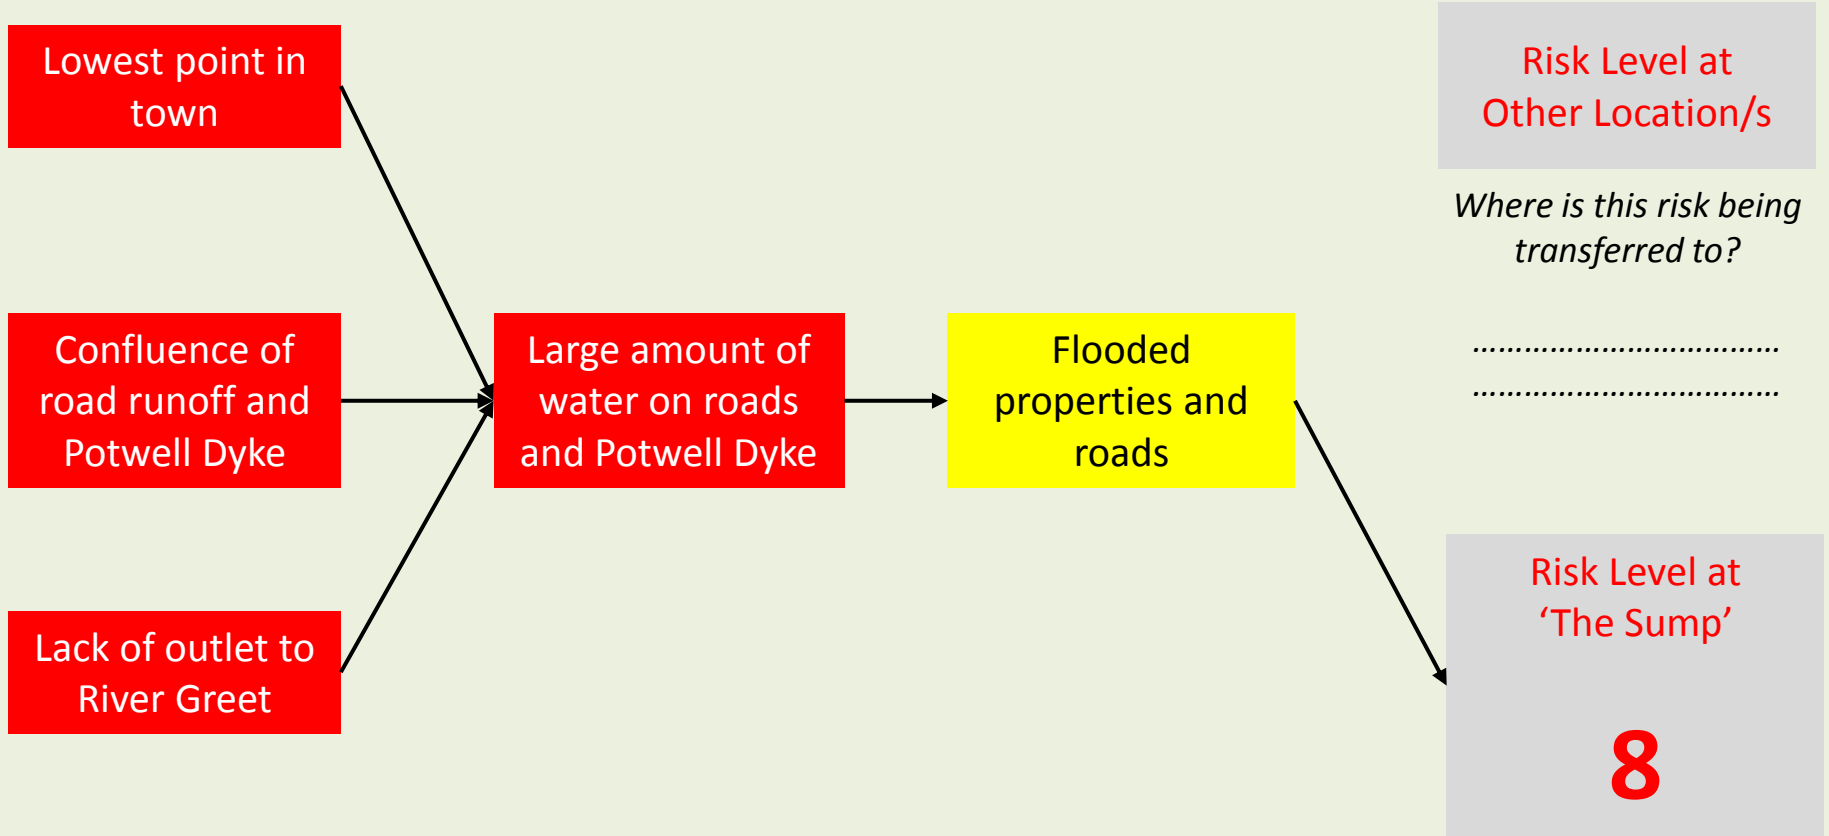 Lowest point in
town
Confluence of
road runoff and
Potwell Dyke
Lack of outlet to
River Greet
Large amount of
water on roads
and Potwell Dyke
Flooded
properties and
roads
Risk Level at
Other Location/s
Where is this risk being
transferred to?
....................................
....................................
Risk Level at
‘The Sump’
8